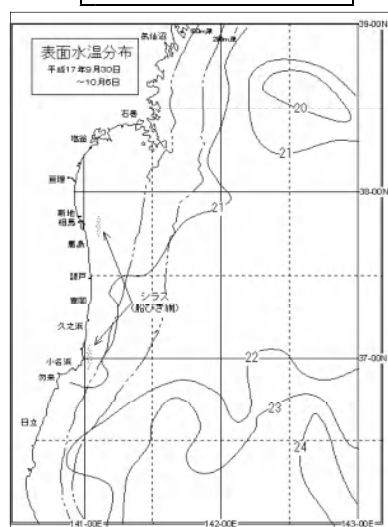 表面水温分布
平成17年9月30日
～10月6日
気仙沼
石巻
塩釜
亘理
新地
相馬
鹿島
請戸
富岡
久之浜
小名浜
勿来
日立
シラス
(船びき網)
20
21
21
22
23
24
39-00N
38-00N
37-00N
141-00E
142-00E
143-00E